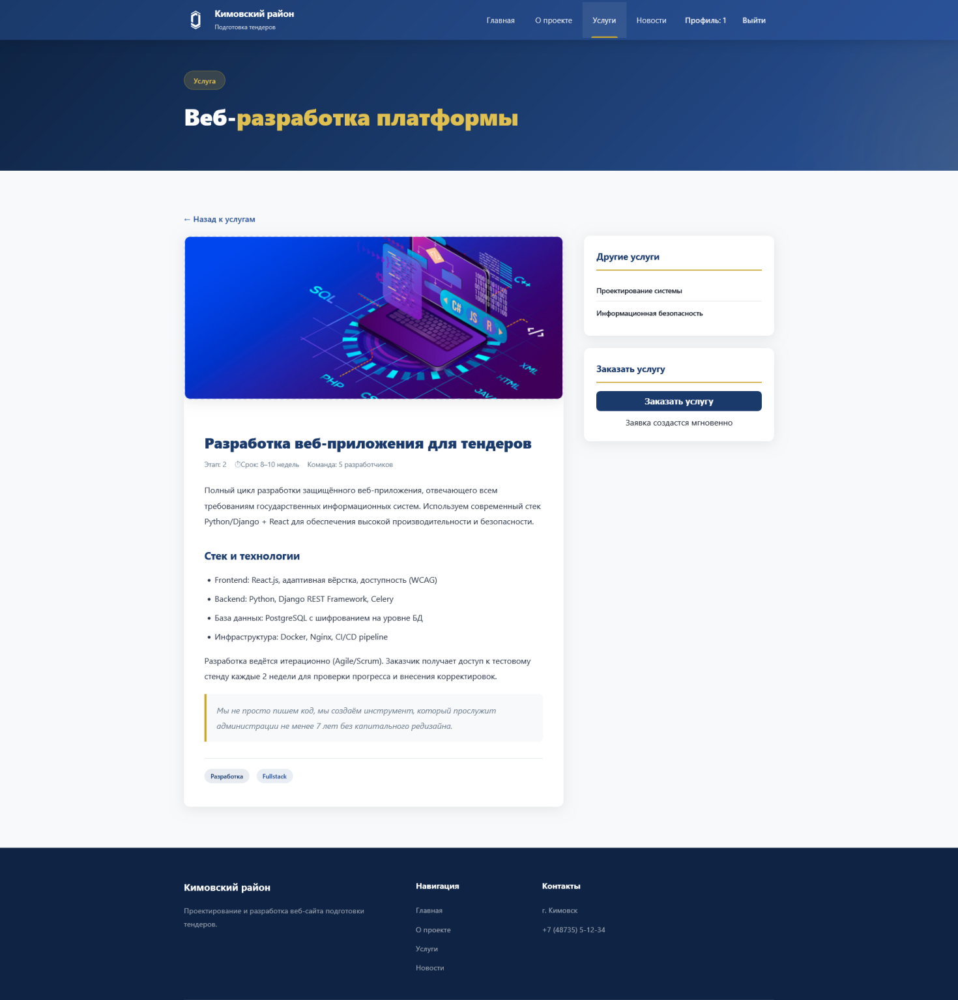 Кимовский район
Подготовка тендеров
Главная
О проекте
Услуги
Новости
Профиль: 1
Выйти
Услуга
Веб-разработка платформы
← Назад к услугам
SQL
C++
C#
JS
R
</>
PHP
CS
JAVA
HTML
XML
Разработка веб-приложения для тендеров
Этап: 2 ⏱Срок: 8–10 недель Команда: 5 разработчиков
Полный цикл разработки защищённого веб-приложения, отвечающего всем
требованиям государственных информационных систем. Используем современный стек
Python/Django + React для обеспечения высокой производительности и безопасности.
Стек и технологии
• Frontend: React.js, адаптивная вёрстка, доступность (WCAG)
• Backend: Python, Django REST Framework, Celery
• База данных: PostgreSQL с шифрованием на уровне БД
• Инфраструктура: Docker, Nginx, CI/CD pipeline
Разработка ведётся итерационно (Agile/Scrum). Заказчик получает доступ к тестовому
стенду каждые 2 недели для проверки прогресса и внесения корректировок.
Мы не просто пишем код, мы создаём инструмент, который прослужит
администрации не менее 7 лет без капитального редизайна.
Разработка
Fullstack
Другие услуги
Проектирование системы
Информационная безопасность
Заказать услугу
Заказать услугу
Заявка создастся мгновенно
Кимовский район
Проектирование и разработка веб-сайта подготовки
тендеров.
Навигация
Главная
О проекте
Услуги
Новости
Контакты
г. Кимовск
+7 (48735) 5-12-34